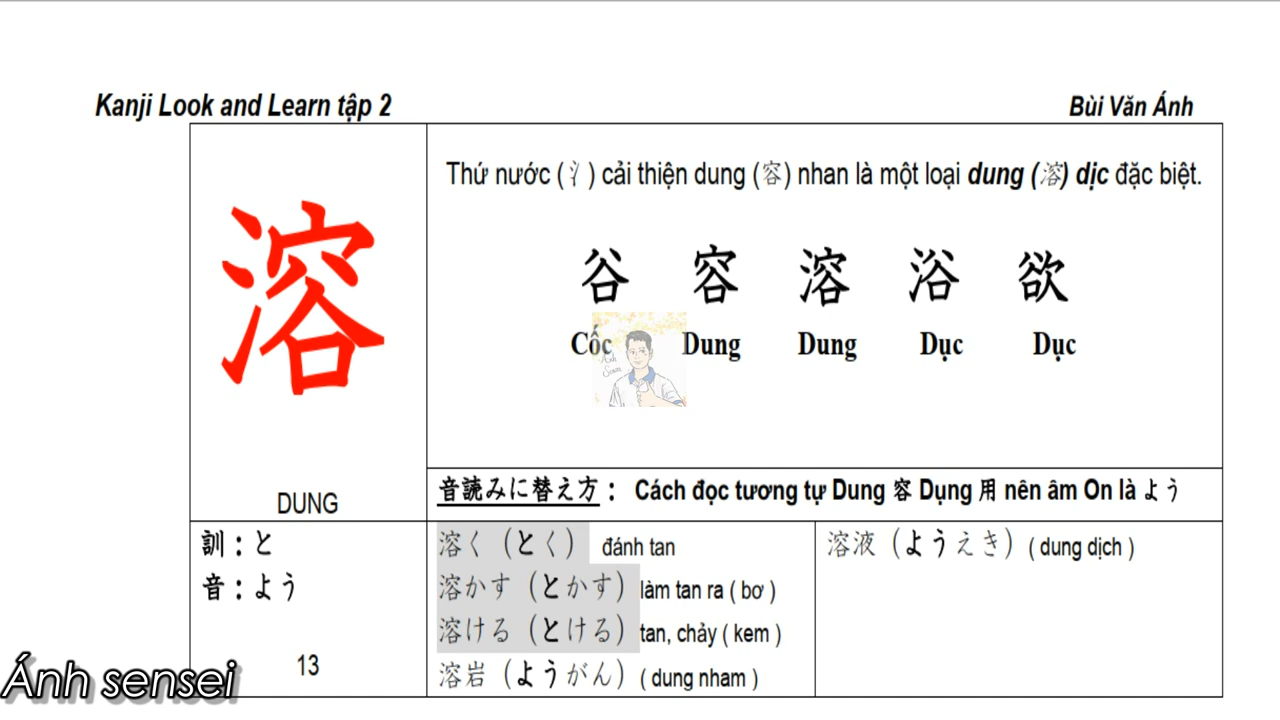 Kanji Look and Learn tập 2
Bùi Văn Ánh
溶
DUNG
Thứ nước (氵) cải thiện dung (容) nhan là một loại dung (溶) dịc đặc biệt.
谷 容 溶 浴 欲
Cốc Dung Dung Dục Dục
Ánh Sensei
音読みに替え方： Cách đọc tương tự Dung 容 Dụng 用 nên âm On là よう
訓：と
音：よう
13
溶く（とく） đánh tan
溶かす（とかす） làm tan ra ( bơ )
溶ける（とける） tan, chảy ( kem )
溶岩（ようがん） ( dung nham )
溶液（ようえき） ( dung dịch )
Ánh sensei